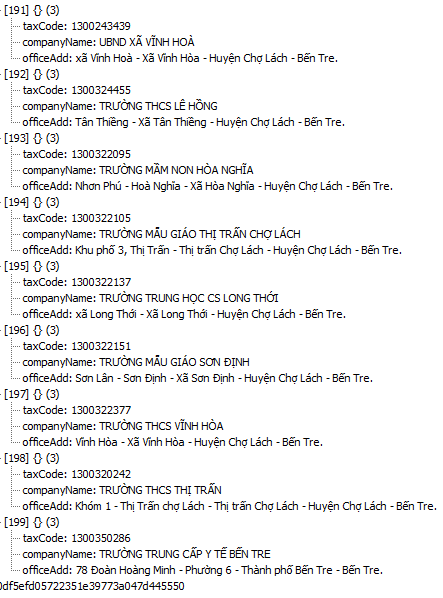 [191] {} (3)
taxCode: 1300243439
companyName: UBND XÃ VĨNH HOÀ
officeAdd: xã Vĩnh Hoà - Xã Vĩnh Hòa - Huyện Chợ Lách - Bến Tre.
[192] {} (3)
taxCode: 1300324455
companyName: TRƯỜNG THCS LÊ HỒNG
officeAdd: Tân Thiềng - Xã Tân Thiềng - Huyện Chợ Lách - Bến Tre.
[193] {} (3)
taxCode: 1300322095
companyName: TRƯỜNG MẦM NON HÒA NGHĨA
officeAdd: Nhơn Phú - Hoà Nghĩa - Xã Hòa Nghĩa - Huyện Chợ Lách - Bến Tre.
[194] {} (3)
taxCode: 1300322105
companyName: TRƯỜNG MẪU GIÁO THỊ TRẤN CHỢ LÁCH
officeAdd: Khu phố 3, Thị Trấn - Thị trấn Chợ Lách - Huyện Chợ Lách - Bến Tre.
[195] {} (3)
taxCode: 1300322137
companyName: TRƯỜNG TRUNG HỌC CS LONG THỚI
officeAdd: xã Long Thới - Xã Long Thới - Huyện Chợ Lách - Bến Tre.
[196] {} (3)
taxCode: 1300322151
companyName: TRƯỜNG MẪU GIÁO SƠN ĐỊNH
officeAdd: Sơn Lân - Sơn Định - Xã Sơn Định - Huyện Chợ Lách - Bến Tre.
[197] {} (3)
taxCode: 1300322377
companyName: TRƯỜNG THCS VĨNH HÒA
officeAdd: Vĩnh Hòa - Xã Vĩnh Hòa - Huyện Chợ Lách - Bến Tre.
[198] {} (3)
taxCode: 1300320242
companyName: TRƯỜNG THCS THỊ TRẤN
officeAdd: Khóm 1 - Thị Trấn chợ Lách - Thị trấn Chợ Lách - Huyện Chợ Lách - Bến Tre.
[199] {} (3)
taxCode: 1300350286
companyName: TRƯỜNG TRUNG CẤP Y TẾ BẾN TRE
officeAdd: 78 Đoàn Hoàng Minh - Phường 6 - Thành phố Bến Tre - Bến Tre.
0df5efd05722351e39773a047d445550